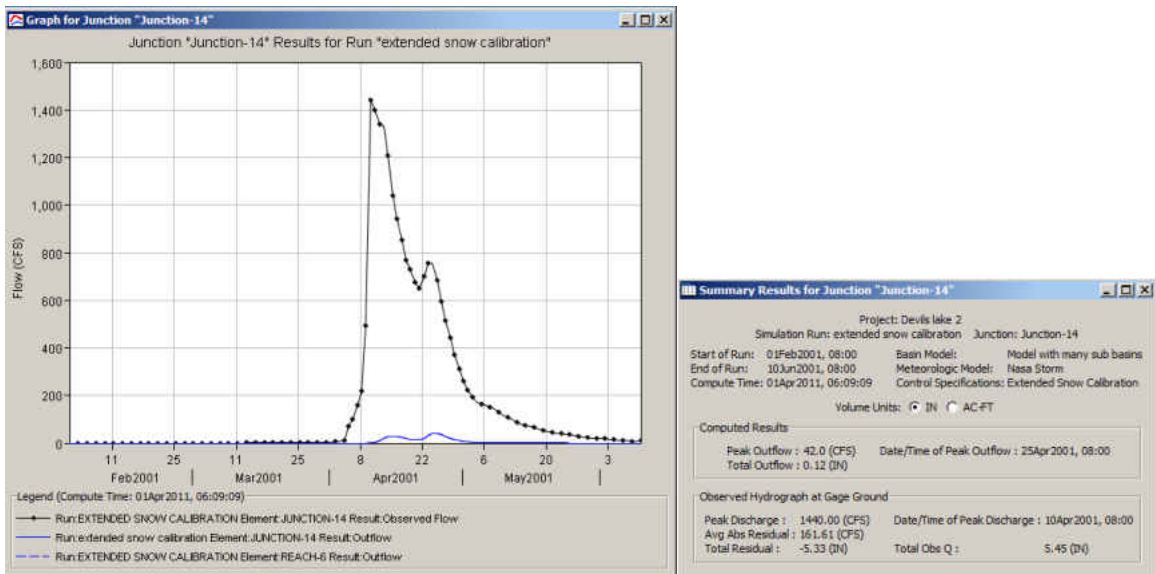 Graph for Junction "Junction-14"
Junction "Junction-14" Results for Run "extended snow calibration"
1,600
1,400
1,200
1,000
800
600
400
200
0
Flow (CFS)
11 25 11 25 8 22 6 20 3
Feb2001 Mar2001 Apr2001 May2001
Legend (Compute Time: 01Apr2011, 06:09:09)
Run:EXTENDED SNOW CALIBRATION Element:JUNCTION-14 Result:Observed Flow
Run:extended snow calibration Element:JUNCTION-14 Result:Outflow
Run:EXTENDED SNOW CALIBRATION Element:REACH-6 Result:Outflow
Summary Results for Junction "Junction-14"
Project: Devils lake 2
Simulation Run: extended snow calibration Junction: Junction-14
Start of Run: 01Feb2001, 08:00 Basin Model: Model with many sub basins
End of Run: 10Jun2001, 08:00 Meteorologic Model: Nasa Storm
Compute Time: 01Apr2011, 06:09:09 Control Specifications: Extended Snow Calibration
Volume Units: IN AC-FT
Computed Results
Peak Outflow : 42.0 (CFS) Date/Time of Peak Outflow : 25Apr2001, 08:00
Total Outflow : 0.12 (IN)
Observed Hydrograph at Gage Ground
Peak Discharge : 1440.00 (CFS) Date/Time of Peak Discharge : 10Apr2001, 08:00
Avg Abs Residual : 161.61 (CFS)
Total Residual : -5.33 (IN) Total Obs Q : 5.45 (IN)